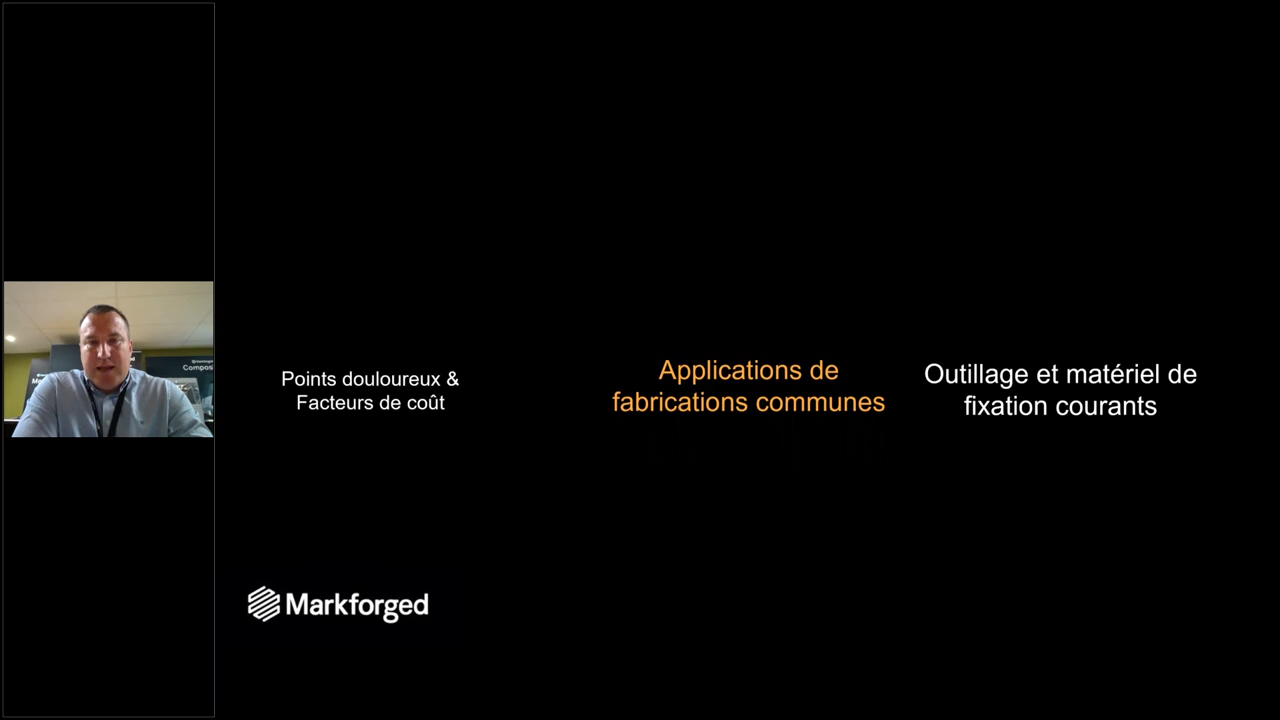 Points douloureux &
Facteurs de coût
Applications de
fabrications communes
Outillage et matériel de
fixation courants
Markforged